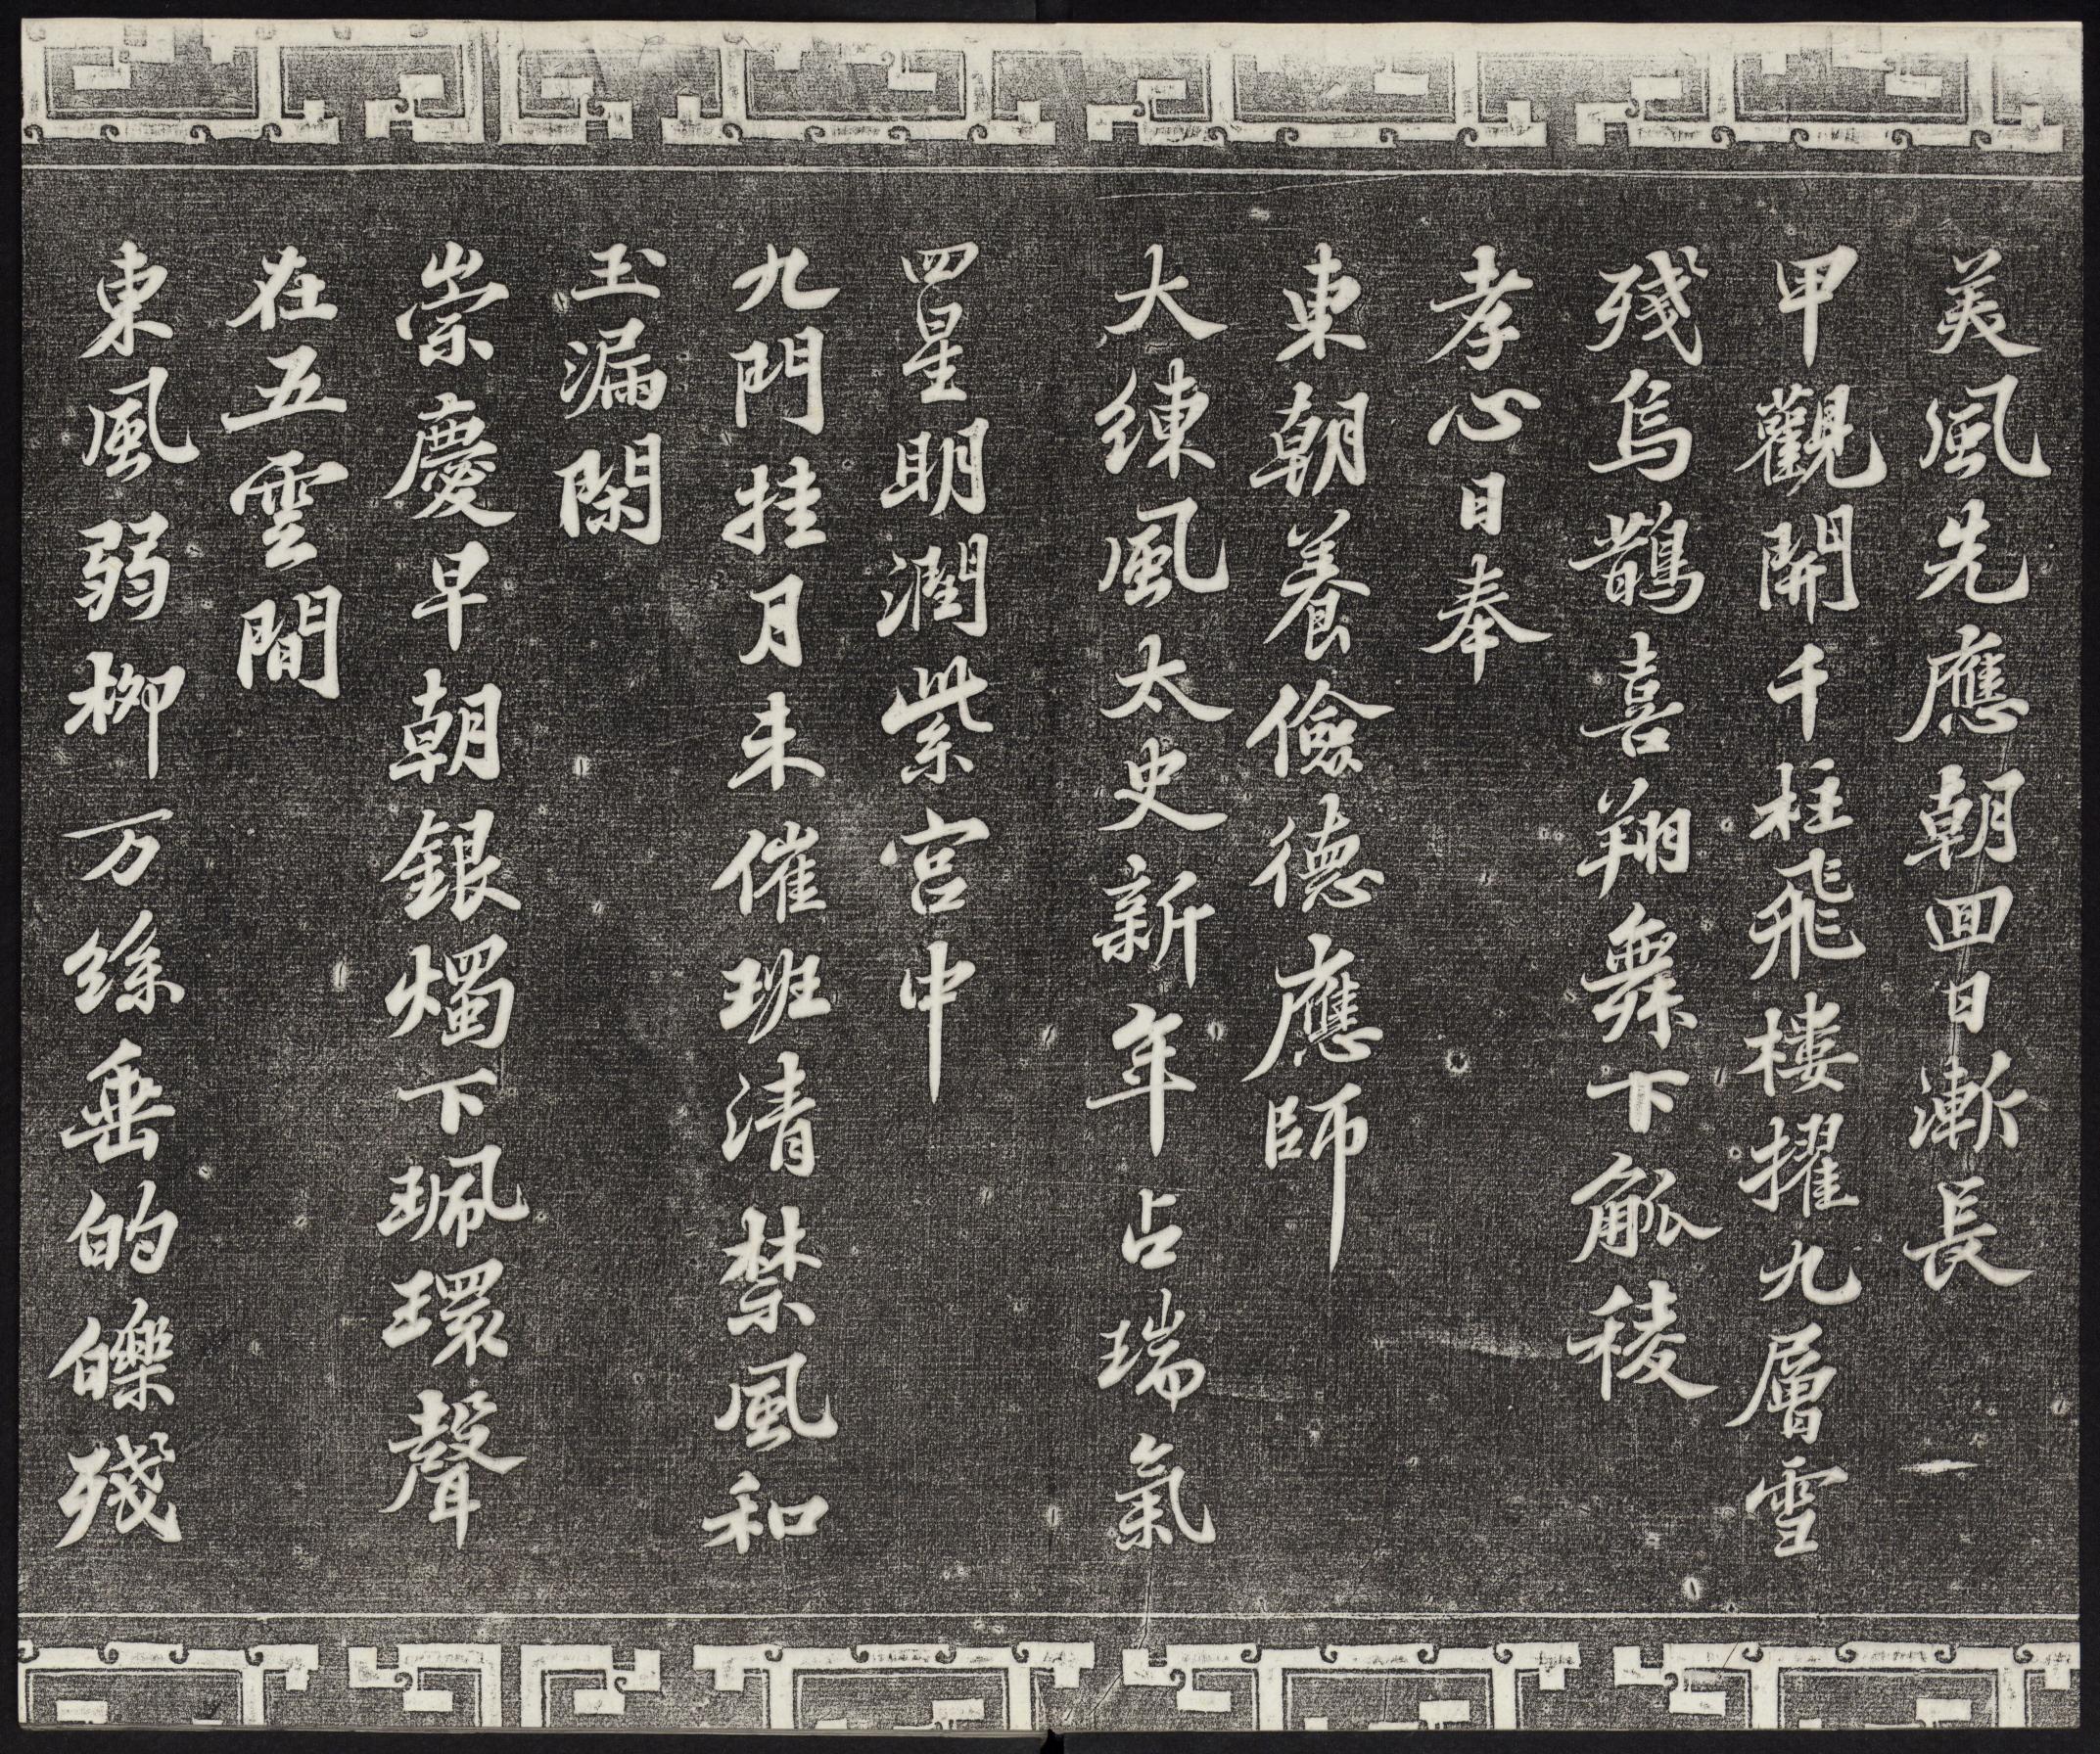 美風先應朝回日漸長
甲觀開千柱飛樓擢九層雪
殘烏鵲喜翔舞下觚稜
孝心日奉
東朝養儉德應師
大練風太史新年占瑞氣
四星明潤紫宮中
九門挂月未催班清禁風和
玉漏閑
崇慶早朝銀燭下珮環聲
在五雲間
東風弱柳万絲垂的皪殘